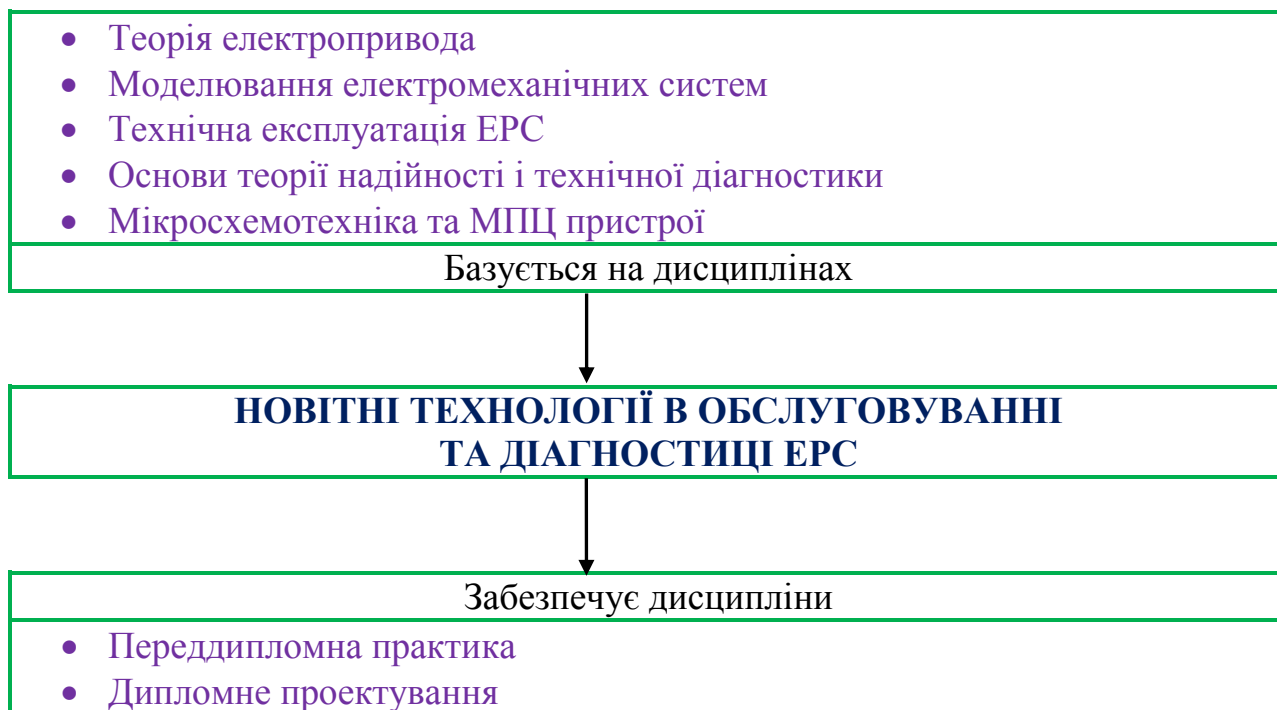 • Теорія електропривода
• Моделювання електромеханічних систем
• Технічна експлуатація ЕРС
• Основи теорії надійності і технічної діагностики
• Мікросхемотехніка та МПЦ пристрої
Базується на дисциплінах
НОВІТНІ ТЕХНОЛОГІЇ В ОБСЛУГОВУВАННІ
ТА ДІАГНОСТИЦІ ЕРС
Забезпечує дисципліни
• Переддипломна практика
• Дипломне проектування